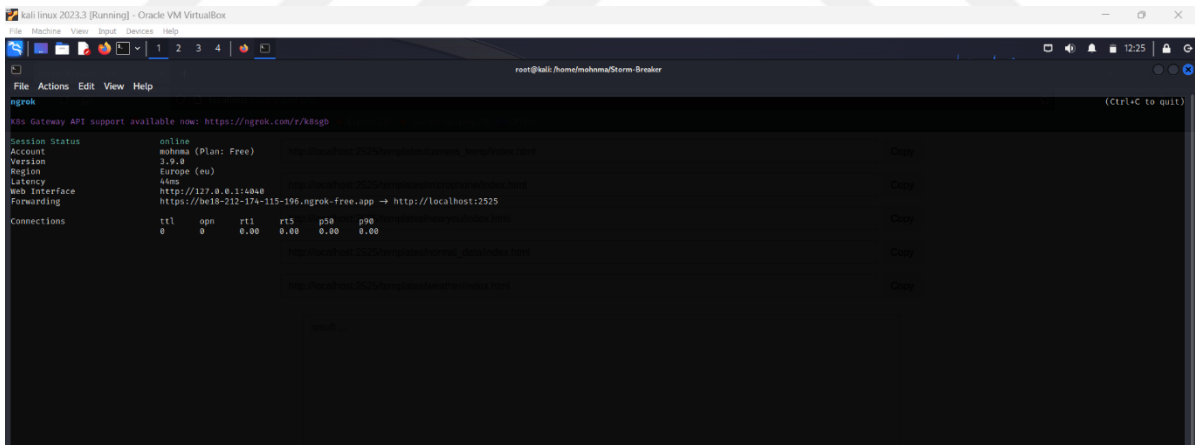 kali linux 2023.3 [Running] - Oracle VM VirtualBox
File Machine View Input Devices Help
1 2 3 4 12:25
root@kali: /home/mohnma/Storm-Breaker
File Actions Edit View Help
ngrok (Ctrl+C to quit)
K8s Gateway API support available now: https://ngrok.com/r/k8sgb
Session Status online
Account mohnma (Plan: Free)
Version 3.9.0
Region Europe (eu)
Latency 44ms
Web Interface http://127.0.0.1:4040
Forwarding https://be18-212-174-115-196.ngrok-free.app → http://localhost:2525
Connections ttl opn rt1 rt5 p50 p90
0 0 0.00 0.00 0.00 0.00
Copy
Copy
Copy
Copy
Copy